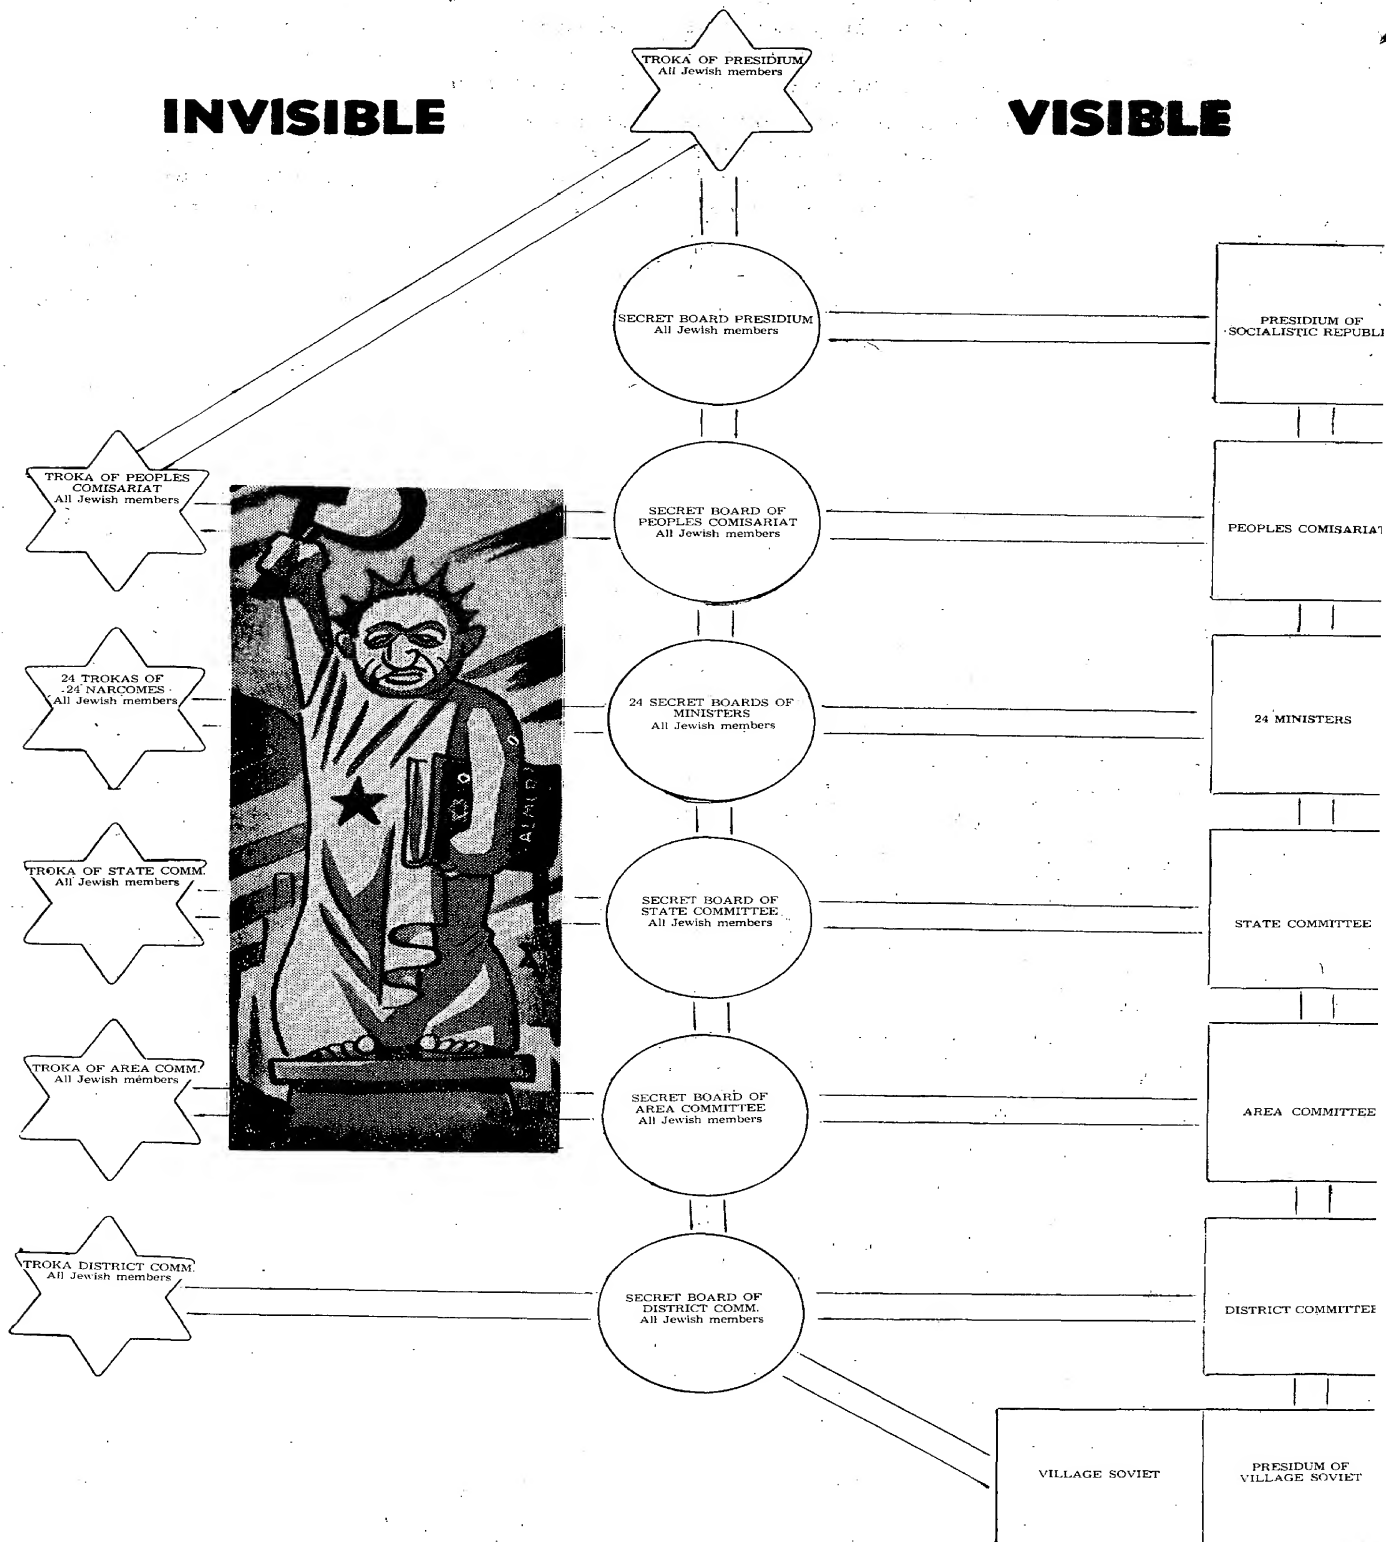 TROKA OF PRESIDIUM
All Jewish members
INVISIBLE
VISIBLE
SECRET BOARD PRESIDIUM
All Jewish members
PRESIDIUM OF
SOCIALISTIC REPUBLI
TROKA OF PEOPLES
COMISARIAT
All Jewish members
SECRET BOARD OF
PEOPLES COMISARIAT
All Jewish members
PEOPLES COMISARIAT
24 TROKAS OF
24 NARCOMES
All Jewish members
24 SECRET BOARDS OF
MINISTERS
All Jewish members
24 MINISTERS
TROKA OF STATE COMM.
All Jewish members
SECRET BOARD OF
STATE COMMITTEE
All Jewish members
STATE COMMITTEE
TROKA OF AREA COMM.
All Jewish members
SECRET BOARD OF
AREA COMMITTEE
All Jewish members
AREA COMMITTEE
TROKA DISTRICT COMM.
All Jewish members
SECRET BOARD OF
DISTRICT COMM.
All Jewish members
DISTRICT COMMITTEE
VILLAGE SOVIET
PRESIDUM OF
VILLAGE SOVIET